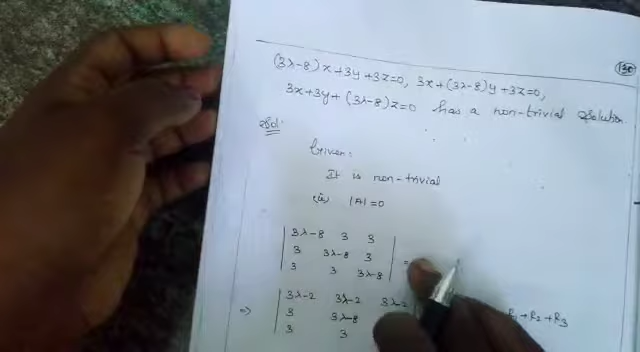 130
(3λ-8)x+3y+3z=0, 3x+(3λ-8)y+3z=0,
3x+3y+(3λ-8)z=0 has a non-trivial solution.
Sol:
Given:
It is non-trivial
(ie) |A|=0
3λ-8 3 3
3 3λ-8 3 =
3 3 3λ-8
=> 3λ-2 3λ-2 3λ-2 R1+R2+R3
3 3λ-8
3 3